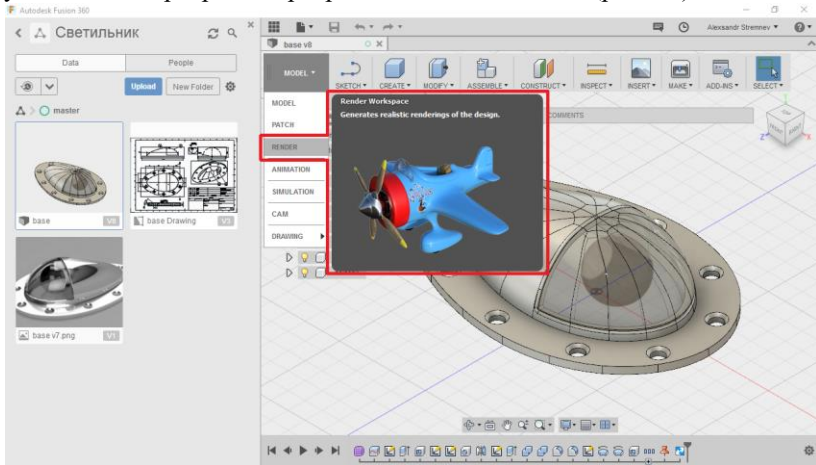 Autodesk Fusion 360
Светильник
Data
People
Upload
New Folder
master
base
V8
base Drawing
V3
base v7.png
V1
Alexsandr Stremnev
base v8
MODEL
SKETCH
CREATE
MODIFY
ASSEMBLE
CONSTRUCT
INSPECT
INSERT
MAKE
ADD-INS
SELECT
MODEL
PATCH
RENDER
ANIMATION
SIMULATION
CAM
DRAWING
Render Workspace
Generates realistic renderings of the design.
COMMENTS
FRONT
RIGHT
Z
X